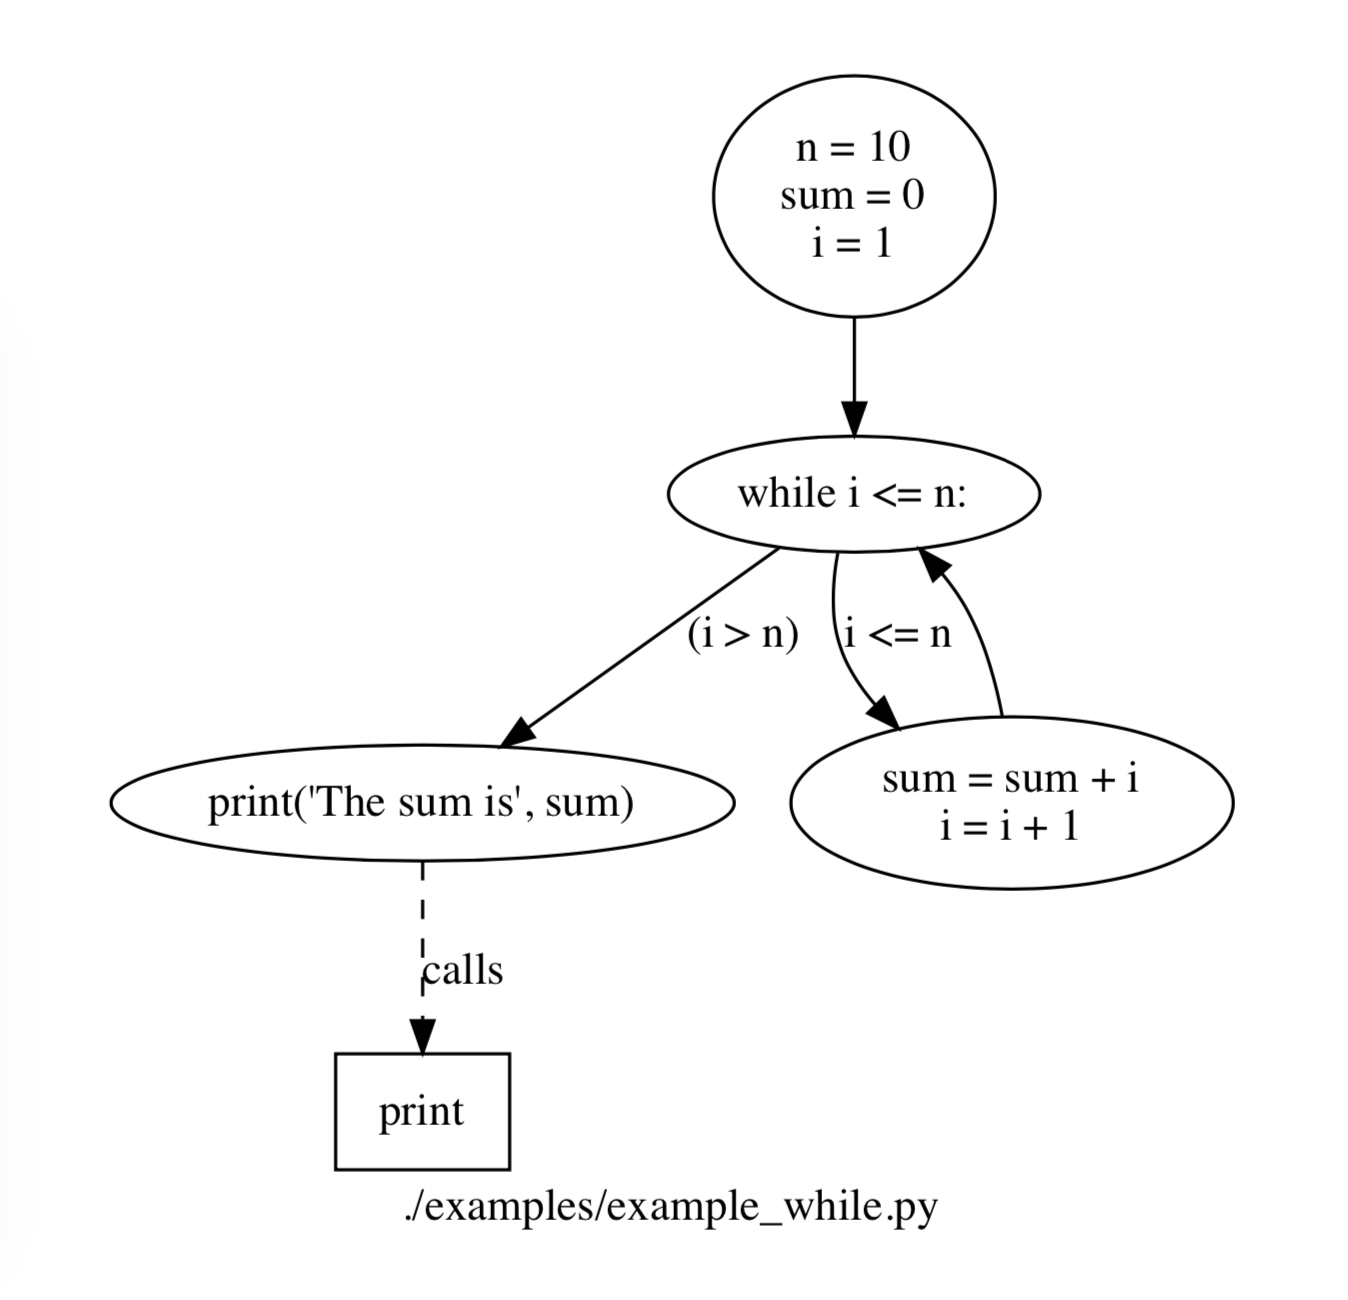 n = 10
sum = 0
i = 1
while i <= n:
(i > n)
i <= n
print('The sum is', sum)
sum = sum + i
i = i + 1
calls
print
./examples/example_while.py